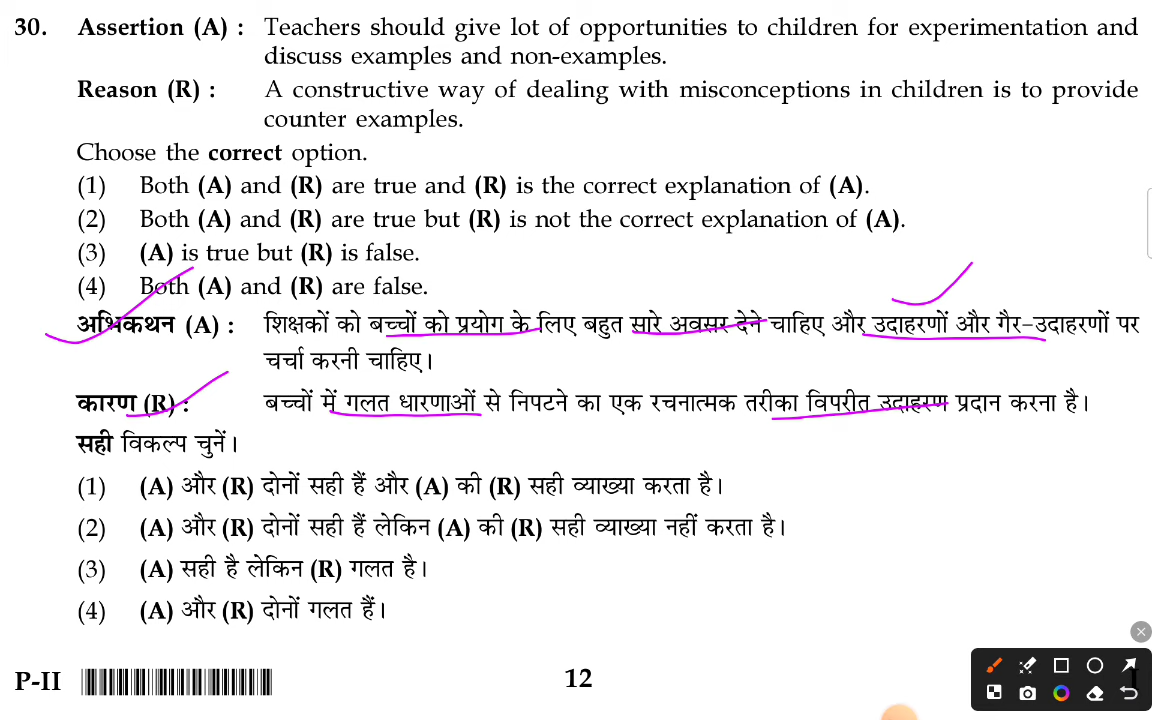 30. Assertion (A) : Teachers should give lot of opportunities to children for experimentation and
discuss examples and non-examples.
Reason (R) : A constructive way of dealing with misconceptions in children is to provide
counter examples.
Choose the correct option.
(1) Both (A) and (R) are true and (R) is the correct explanation of (A).
(2) Both (A) and (R) are true but (R) is not the correct explanation of (A).
(3) (A) is true but (R) is false.
(4) Both (A) and (R) are false.
अभिकथन (A) : शिक्षकों को बच्चों को प्रयोग के लिए बहुत सारे अवसर देने चाहिए और उदाहरणों और गैर-उदाहरणों पर
चर्चा करनी चाहिए।
कारण (R) : बच्चों में गलत धारणाओं से निपटने का एक रचनात्मक तरीका विपरीत उदाहरण प्रदान करना है।
सही विकल्प चुनें।
(1) (A) और (R) दोनों सही हैं और (A) की (R) सही व्याख्या करता है।
(2) (A) और (R) दोनों सही हैं लेकिन (A) की (R) सही व्याख्या नहीं करता है।
(3) (A) सही है लेकिन (R) गलत है।
(4) (A) और (R) दोनों गलत हैं।
P-II 12